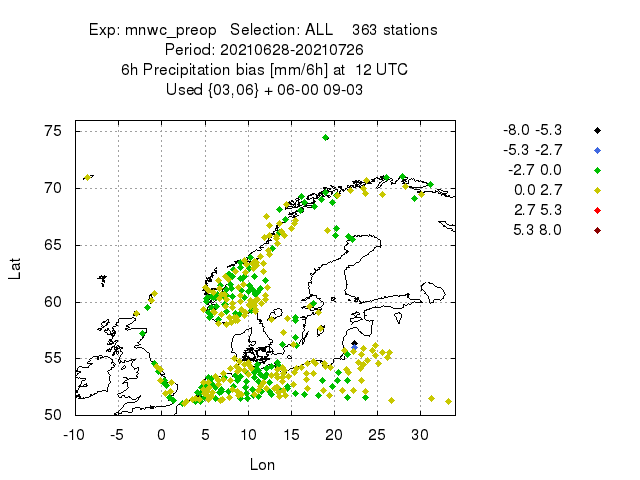 Exp: mnwc_preop Selection: ALL 363 stations
Period: 20210628-20210726
6h Precipitation bias [mm/6h] at 12 UTC
Used {03,06} + 06-00 09-03
75
70
65
60
55
50
-10 -5 0 5 10 15 20 25 30
Lat
Lon
-8.0 -5.3
-5.3 -2.7
-2.7 0.0
0.0 2.7
2.7 5.3
5.3 8.0